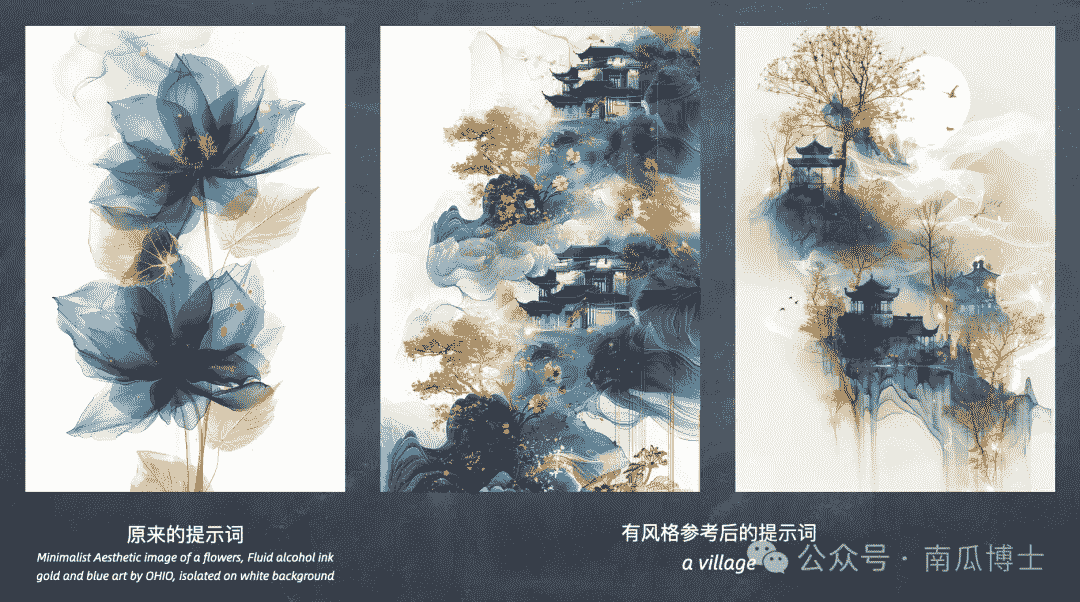 原来的提示词
Minimalist Aesthetic image of a flowers, Fluid alcohol ink
gold and blue art by OHIO, isolated on white background
有风格参考后的提示词
a village
公众号 · 南瓜博士